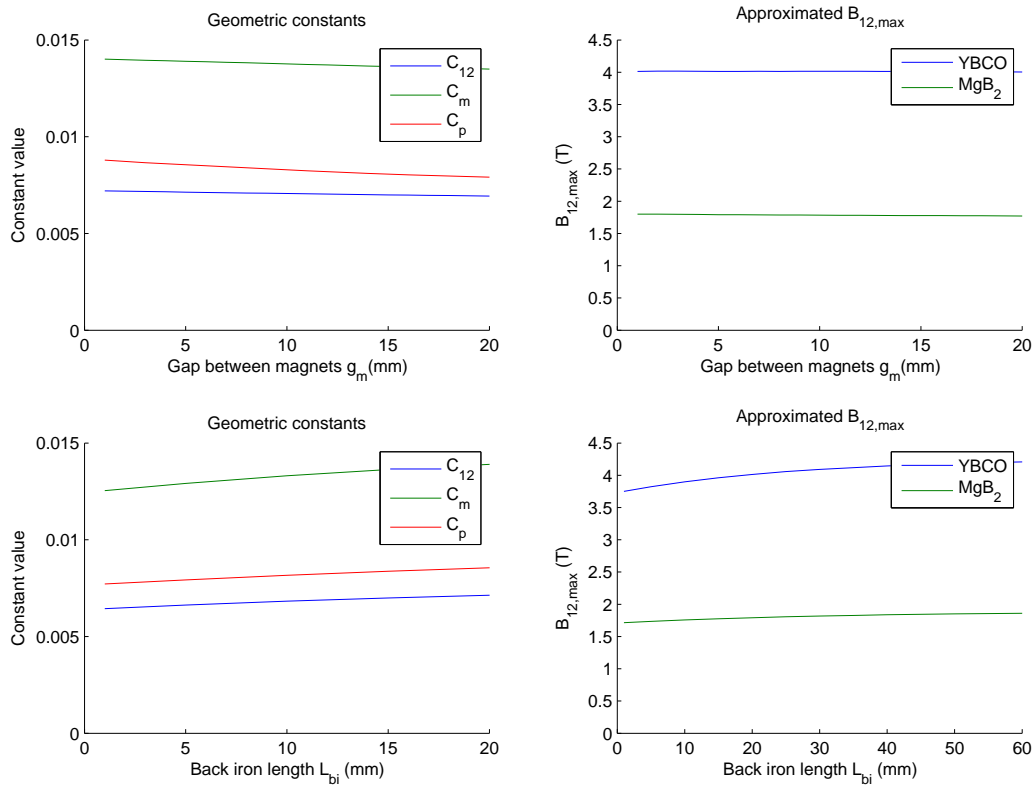 Geometric constants
0.015
0.01
0.005
0
Constant value
C12
Cm
Cp
0 5 10 15 20
Gap between magnets gm(mm)
Approximated B12,max
4.5
4
3.5
3
2.5
2
1.5
1
0.5
0
B12,max (T)
YBCO
MgB2
0 5 10 15 20
Gap between magnets gm(mm)
Geometric constants
0.015
0.01
0.005
0
Constant value
C12
Cm
Cp
0 5 10 15 20
Back iron length Lbi (mm)
Approximated B12,max
4.5
4
3.5
3
2.5
2
1.5
1
0.5
0
B12,max (T)
YBCO
MgB2
0 10 20 30 40 50 60
Back iron length Lbi (mm)